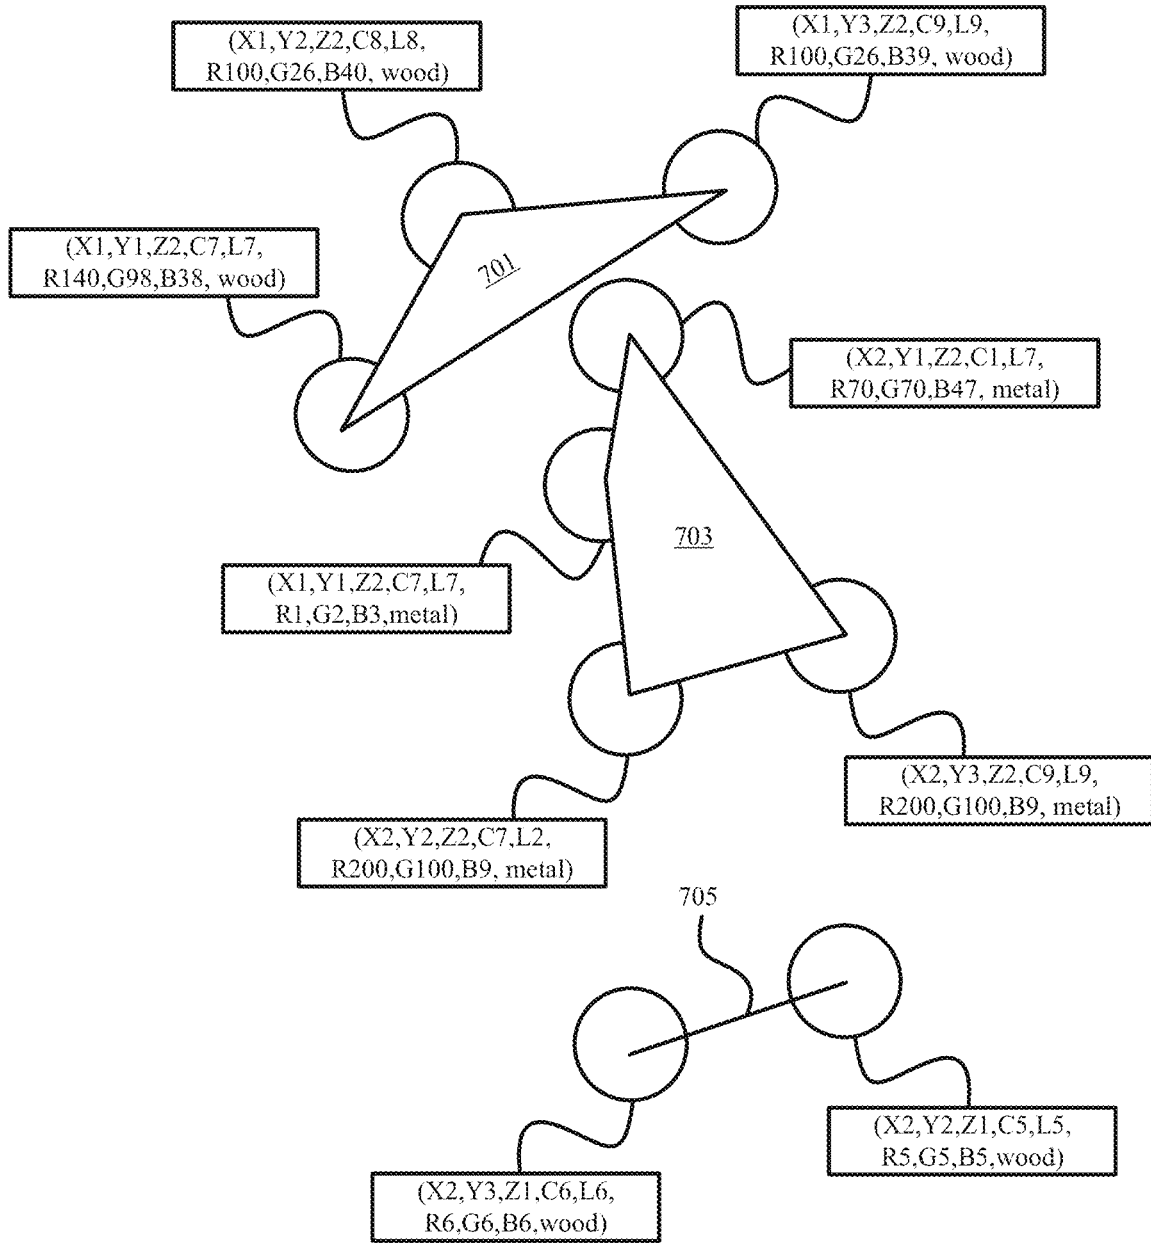 (X1,Y2,Z2,C8,L8,
R100,G26,B40, wood)
(X1,Y3,Z2,C9,L9,
R100,G26,B39, wood)
(X1,Y1,Z2,C7,L7,
R140,G98,B38, wood)
701
(X2,Y1,Z2,C1,L7,
R70,G70,B47, metal)
703
(X1,Y1,Z2,C7,L7,
R1,G2,B3,metal)
(X2,Y3,Z2,C9,L9,
R200,G100,B9, metal)
(X2,Y2,Z2,C7,L2,
R200,G100,B9, metal)
705
(X2,Y2,Z1,C5,L5,
R5,G5,B5,wood)
(X2,Y3,Z1,C6,L6,
R6,G6,B6,wood)